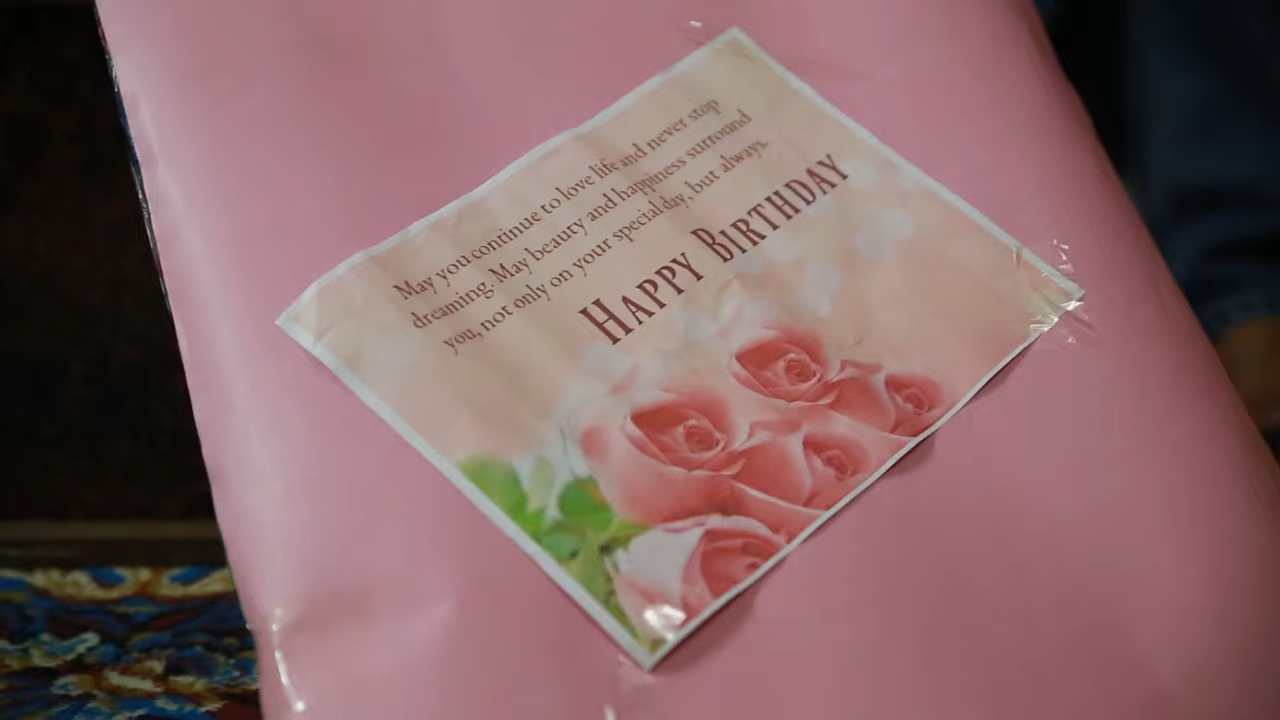 May you continue to love life and never stop
dreaming. May beauty and happiness surround
you, not only on your special day, but always.
HAPPY BIRTHDAY